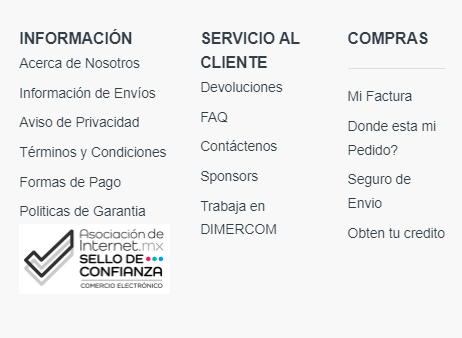 INFORMACIÓN
Acerca de Nosotros
Información de Envíos
Aviso de Privacidad
Términos y Condiciones
Formas de Pago
Politicas de Garantia
Asociación de
Internet.mx
SELLO DE
CONFIANZA
COMERCIO ELECTRÓNICO
SERVICIO AL
CLIENTE
Devoluciones
FAQ
Contáctenos
Sponsors
Trabaja en
DIMERCOM
COMPRAS
Mi Factura
Donde esta mi
Pedido?
Seguro de
Envio
Obten tu credito